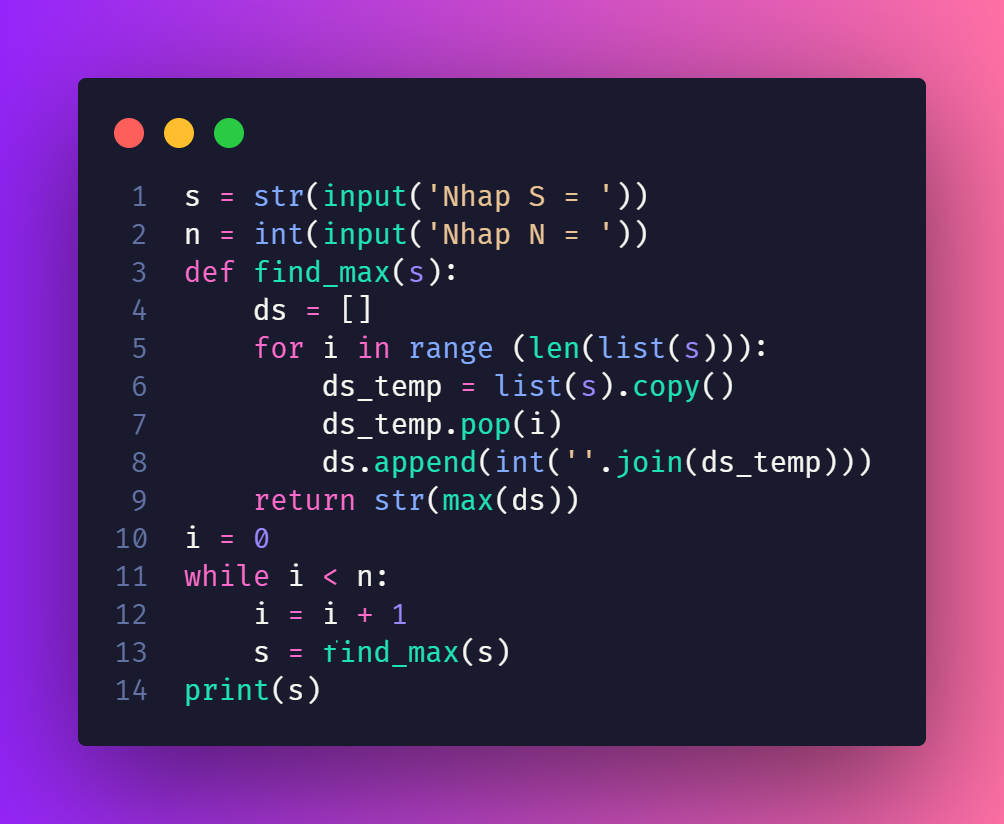 1 s = str(input('Nhap S = '))
2 n = int(input('Nhap N = '))
3 def find_max(s):
4     ds = []
5     for i in range (len(list(s))):
6         ds_temp = list(s).copy()
7         ds_temp.pop(i)
8         ds.append(int(''.join(ds_temp)))
9     return str(max(ds))
10 i = 0
11 while i < n:
12     i = i + 1
13     s = find_max(s)
14 print(s)